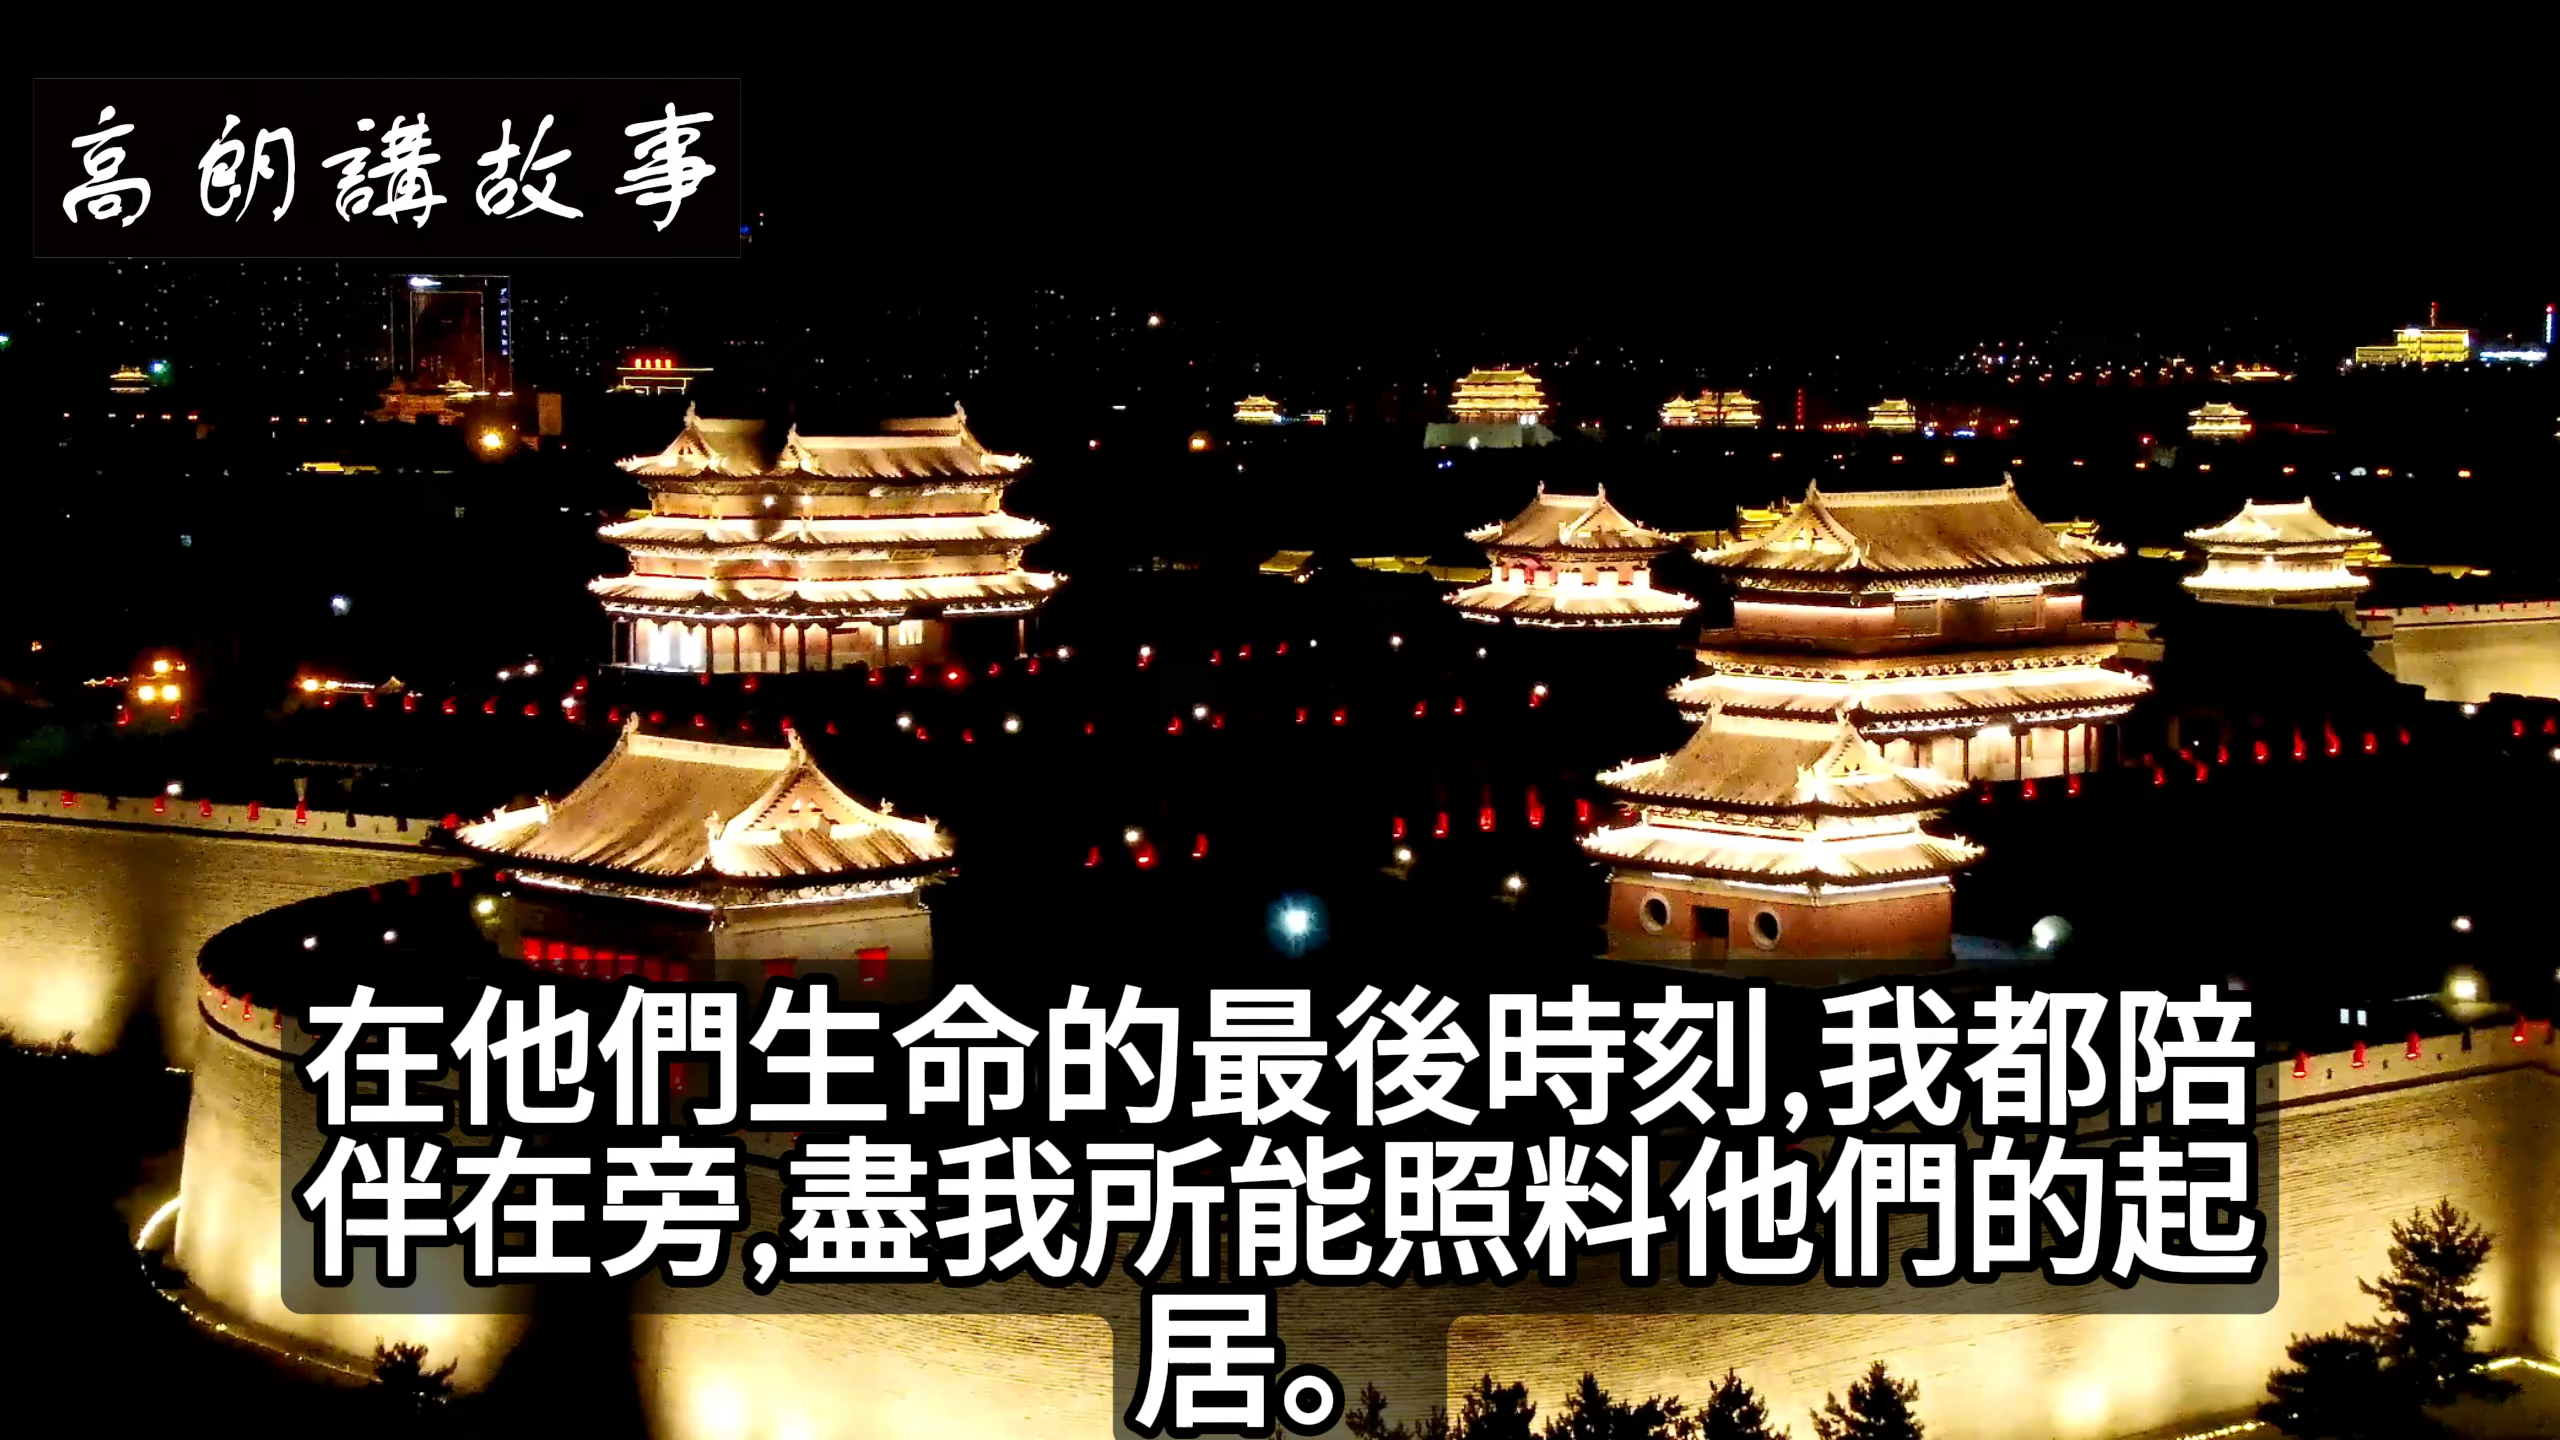 高朗講故事
在他們生命的最後時刻,我都陪
伴在旁,盡我所能照料他們的起
居。